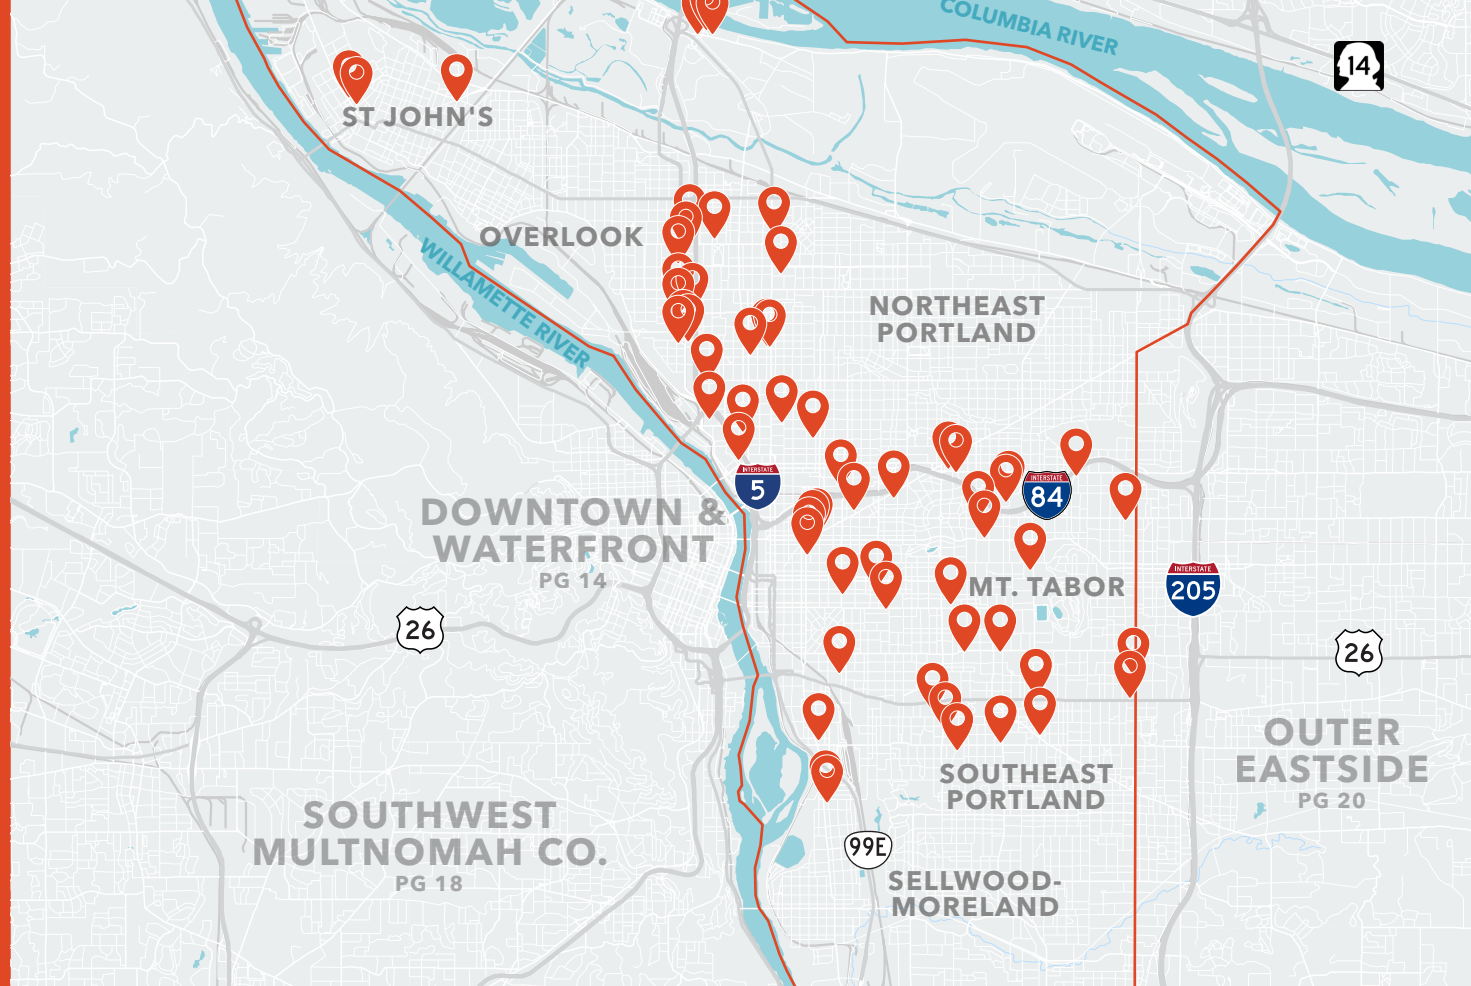 COLUMBIA RIVER
14
ST JOHN'S
OVERLOOK
WILLAMETTE RIVER
NORTHEAST
PORTLAND
INTERSTATE
5
INTERSTATE
84
DOWNTOWN &
WATERFRONT
PG 14
MT. TABOR
INTERSTATE
205
26
26
OUTER
EASTSIDE
PG 20
SOUTHEAST
PORTLAND
SOUTHWEST
MULTNOMAH CO.
PG 18
99E
SELLWOOD-
MORELAND